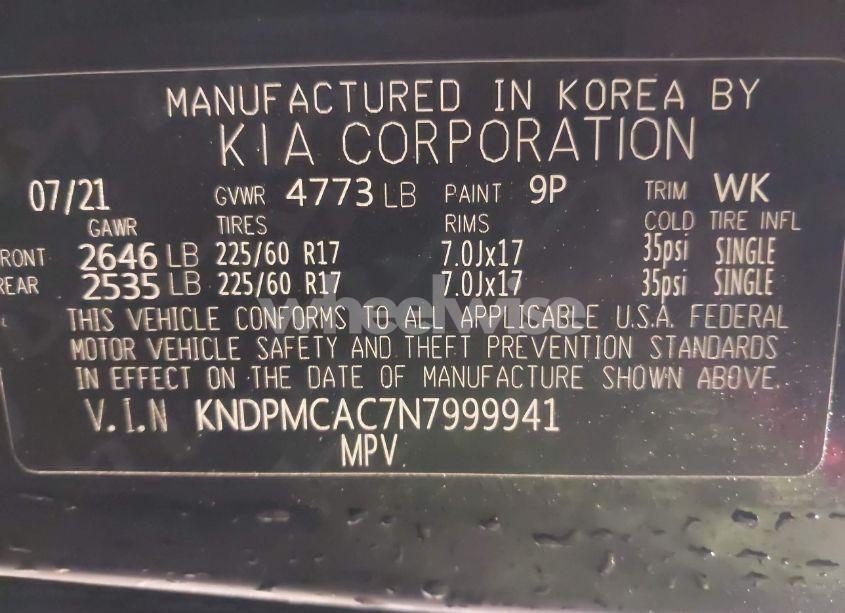 MANUFACTURED IN KOREA BY
KIA CORPORATION
07/21 GVWR 4773 LB PAINT 9P TRIM WK
GAWR TIRES RIMS COLD TIRE INFL
RONT 2646 LB 225/60 R17 7.0Jx17 35psi SINGLE
REAR 2535 LB 225/60 R17 7.0Jx17 35psi SINGLE
wheelwise
THIS VEHICLE CONFORMS TO ALL APPLICABLE U.S.A. FEDERAL
MOTOR VEHICLE SAFETY AND THEFT PREVENTION STANDARDS
IN EFFECT ON THE DATE OF MANUFACTURE SHOWN ABOVE.
V.I.N KNDPMCAC7N7999941
MPV